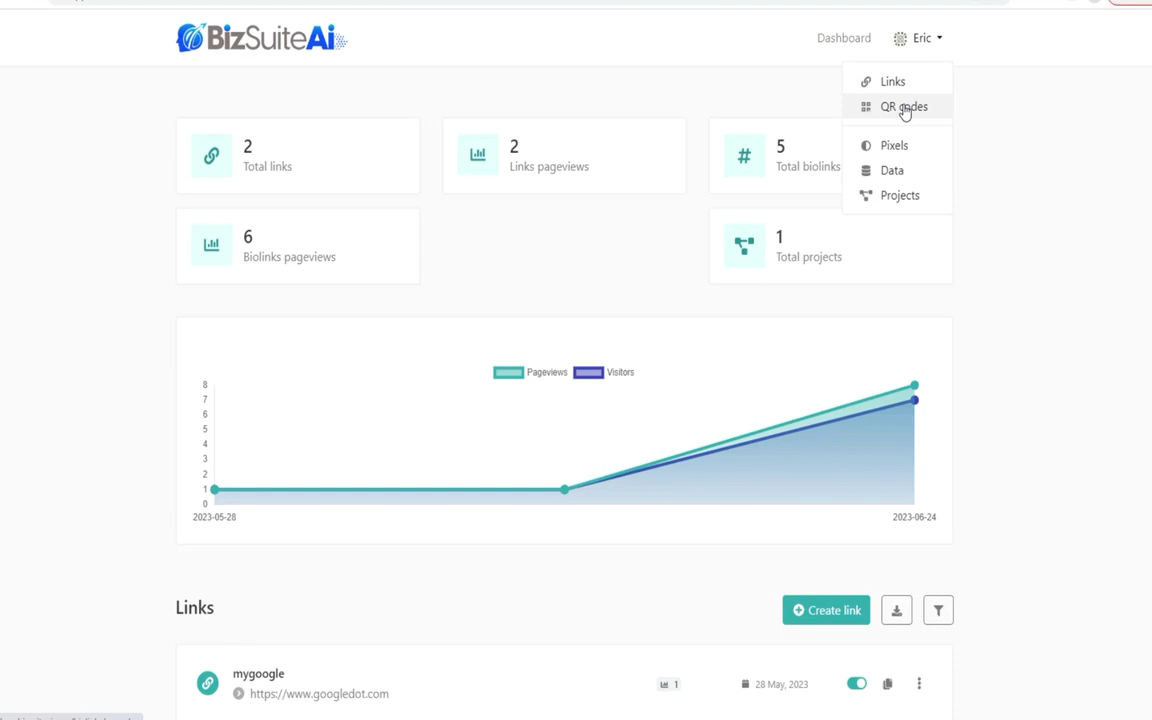 BizSuiteAi
Dashboard
Eric
Links
QR codes
Pixels
Data
Projects
2
Total links
2
Links pageviews
5
Total biolinks
6
Biolinks pageviews
1
Total projects
Pageviews Visitors
8
7
6
5
4
3
2
1
0
2023-05-28
2023-06-24
Links
Create link
mygoogle
https://www.googledot.com
1
28 May, 2023